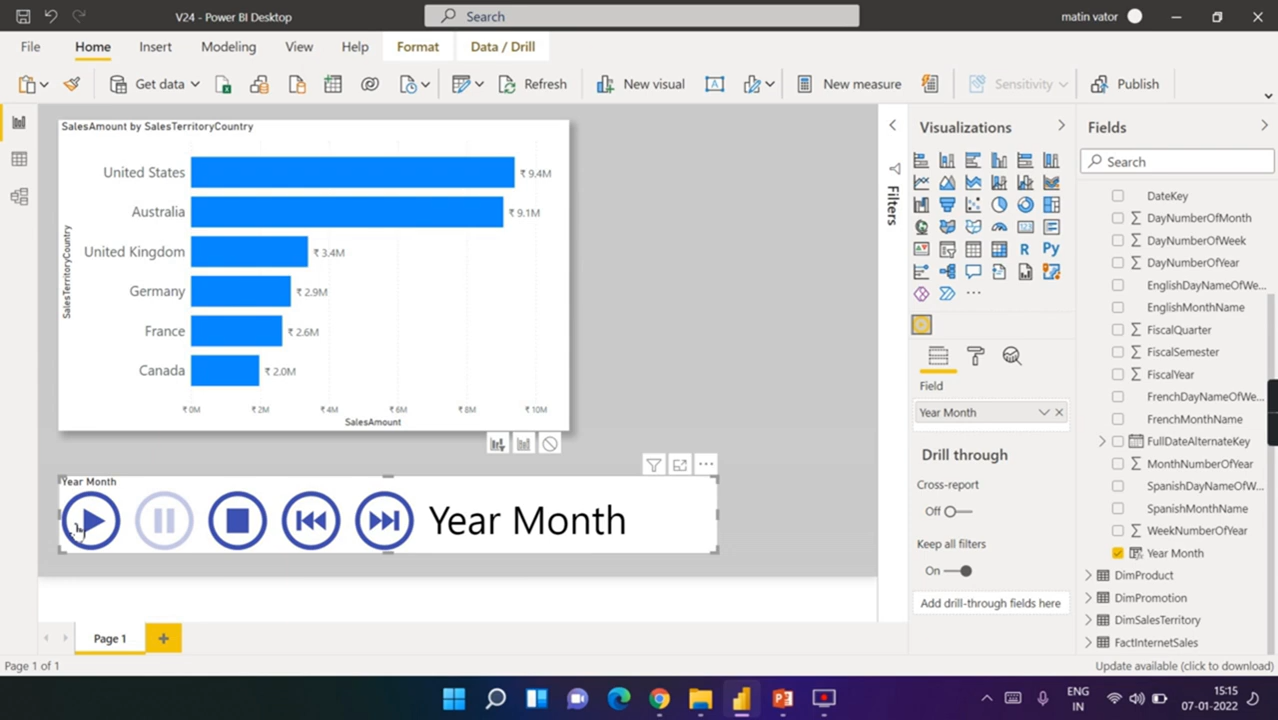 V24 - Power BI Desktop
Search
matin vator
File
Home
Insert
Modeling
View
Help
Format
Data / Drill
Get data
Refresh
New visual
New measure
Sensitivity
Publish
SalesAmount by SalesTerritoryCountry
SalesTerritoryCountry
United States
₹ 9.4M
Australia
₹ 9.1M
United Kingdom
₹ 3.4M
Germany
₹ 2.9M
France
₹ 2.6M
Canada
₹ 2.0M
₹ 0M
₹ 2M
₹ 4M
₹ 6M
₹ 8M
₹ 10M
SalesAmount
Year Month
Year Month
Filters
Visualizations
R
Py
Field
Year Month
Drill through
Cross-report
Off
Keep all filters
On
Add drill-through fields here
Fields
Search
DateKey
DayNumberOfMonth
DayNumberOfWeek
DayNumberOfYear
EnglishDayNameOfWe...
EnglishMonthName
FiscalQuarter
FiscalSemester
FiscalYear
FrenchDayNameOfWe...
FrenchMonthName
FullDateAlternateKey
MonthNumberOfYear
SpanishDayNameOfW...
SpanishMonthName
WeekNumberOfYear
Year Month
DimProduct
DimPromotion
DimSalesTerritory
FactInternetSales
Page 1
Page 1 of 1
Update available (click to download)
ENG
IN
15:15
07-01-2022